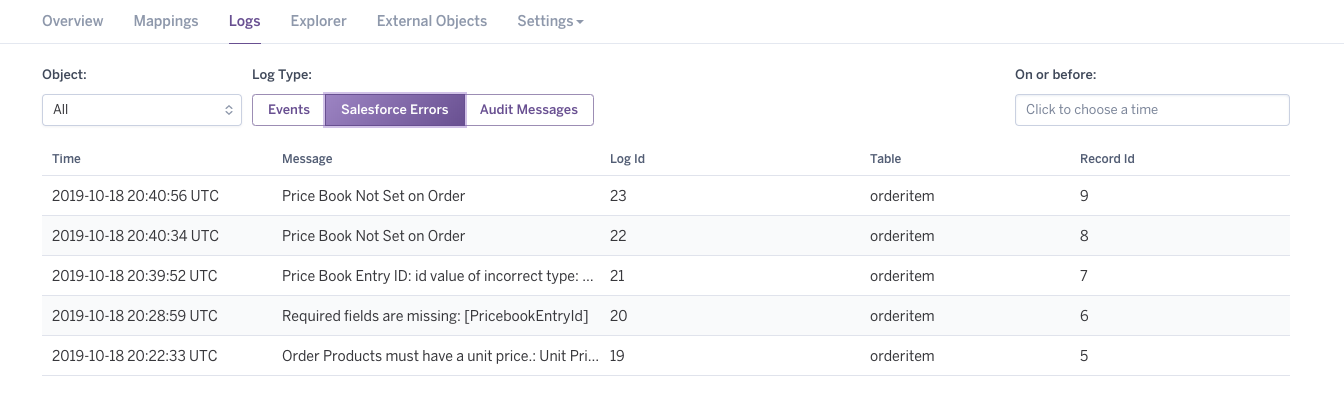 Overview Mappings Logs Explorer External Objects Settings
Object: Log Type: On or before:
All Events Salesforce Errors Audit Messages Click to choose a time
Time Message Log Id Table Record Id
2019-10-18 20:40:56 UTC Price Book Not Set on Order 23 orderitem 9
2019-10-18 20:40:34 UTC Price Book Not Set on Order 22 orderitem 8
2019-10-18 20:39:52 UTC Price Book Entry ID: id value of incorrect type: ... 21 orderitem 7
2019-10-18 20:28:59 UTC Required fields are missing: [PricebookEntryId] 20 orderitem 6
2019-10-18 20:22:33 UTC Order Products must have a unit price.: Unit Pri... 19 orderitem 5